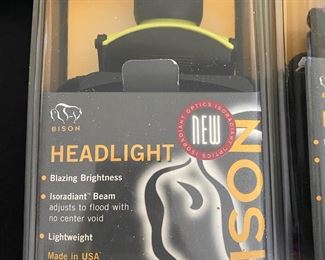 BISON
ISORADIANT OPTICS ISORADIANT OPTICS
NEW
HEADLIGHT
• Blazing Brightness
• Isoradiant™ Beam
adjusts to flood with
no center void
• Lightweight
Made in USA
ISON